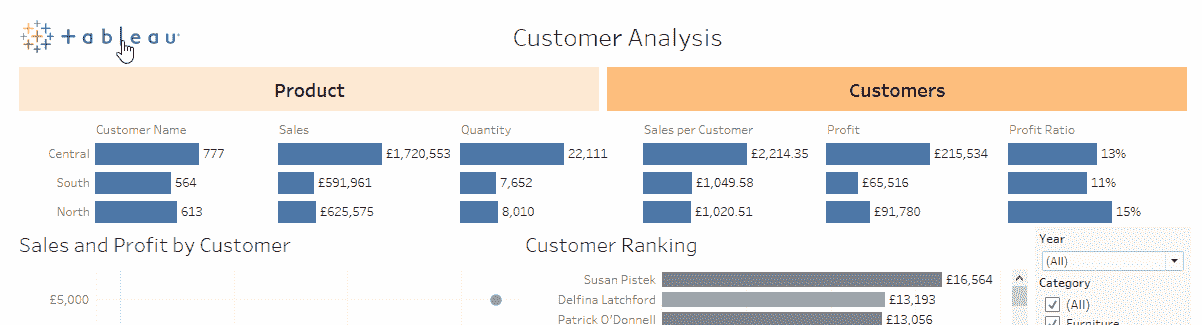 +ableau
Customer Analysis
Product
Customers
Customer Name Sales Quantity Sales per Customer Profit Profit Ratio
Central 777 £1,720,553 22,111 £2,214.35 £215,534 13%
South 564 £591,961 7,652 £1,049.58 £65,516 11%
North 613 £625,575 8,010 £1,020.51 £91,780 15%
Sales and Profit by Customer
£5,000
Customer Ranking
Susan Pistek £16,564
Delfina Latchford £13,193
Patrick O'Donnell £13,056
Year
(All)
Category
(All)
Furniture